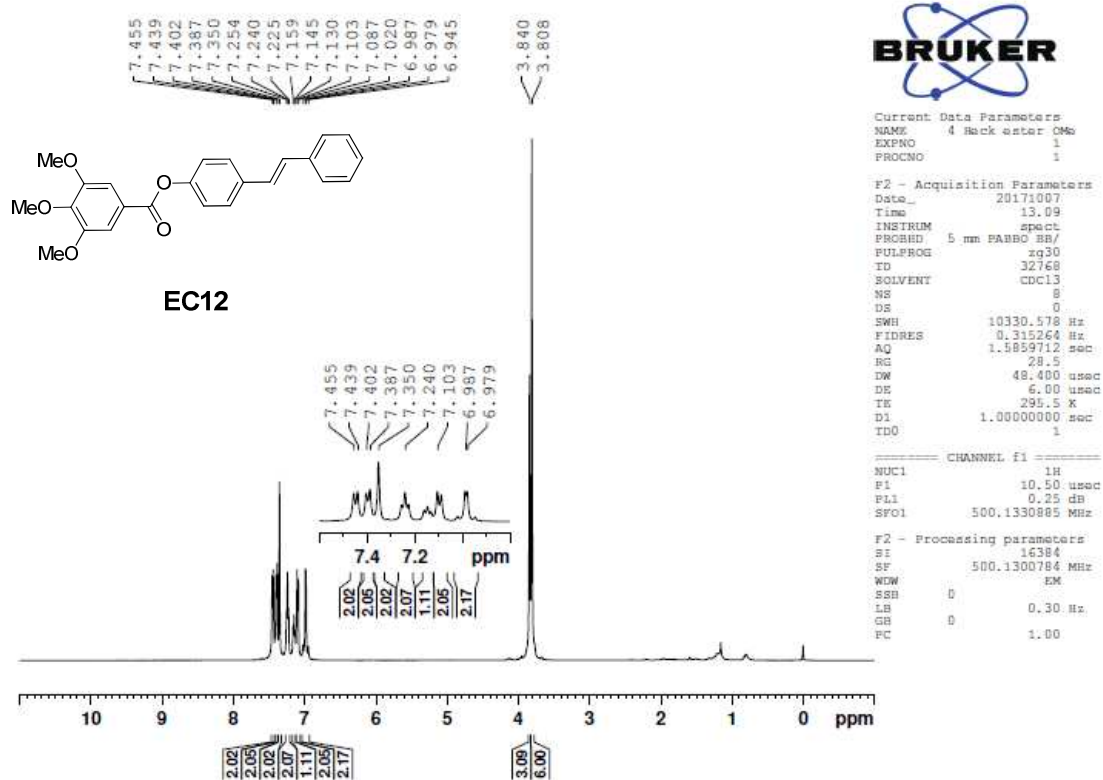 7.455
7.439
7.402
7.387
7.350
7.254
7.240
7.225
7.159
7.145
7.130
7.103
7.087
7.020
6.987
6.979
6.945
3.840
3.808
BRUKER
MeO
MeO
MeO
O
O
EC12
Current Data Parameters
NAME 4 Heck ester OMe
EXPNO 1
PROCNO 1
F2 - Acquisition Parameters
Date_ 20171007
Time 13.09
INSTRUM spect
PROBHD 5 mm PABBO BB/
PULPROG zg30
TD 32768
SOLVENT CDCl3
NS 8
DS 0
SWH 10330.578 Hz
FIDRES 0.315264 Hz
AQ 1.5859712 sec
RG 28.5
DW 48.400 usec
DE 6.00 usec
TE 295.5 K
D1 1.00000000 sec
TD0 1
======== CHANNEL f1 ========
NUC1 1H
P1 10.50 usec
PL1 0.25 dB
SFO1 500.1330885 MHz
F2 - Processing parameters
SI 16384
SF 500.1300784 MHz
WDW EM
SSB 0
LB 0.30 Hz
GB 0
PC 1.00
7.455
7.439
7.402
7.387
7.350
7.240
7.103
6.987
6.979
7.4 7.2 ppm
2.02
2.05
2.02
2.07
1.11
2.05
2.17
10 9 8 7 6 5 4 3 2 1 0 ppm
2.02
2.05
2.02
2.07
1.11
2.05
2.17
3.09
6.00